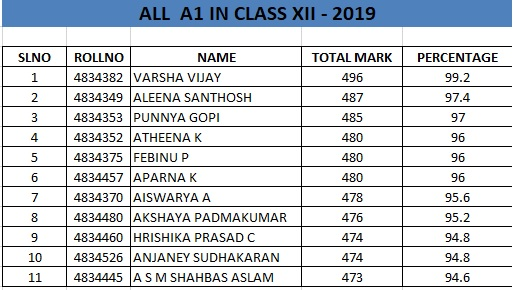 ALL A1 IN CLASS XII - 2019
SLNO ROLLNO NAME TOTAL MARK PERCENTAGE
1 4834382 VARSHA VIJAY 496 99.2
2 4834349 ALEENA SANTHOSH 487 97.4
3 4834353 PUNNYA GOPI 485 97
4 4834352 ATHEENA K 480 96
5 4834375 FEBINU P 480 96
6 4834457 APARNA K 480 96
7 4834370 AISWARYA A 478 95.6
8 4834480 AKSHAYA PADMAKUMAR 476 95.2
9 4834460 HRISHIKA PRASAD C 474 94.8
10 4834526 ANJANEY SUDHAKARAN 474 94.8
11 4834445 A S M SHAHBAS ASLAM 473 94.6